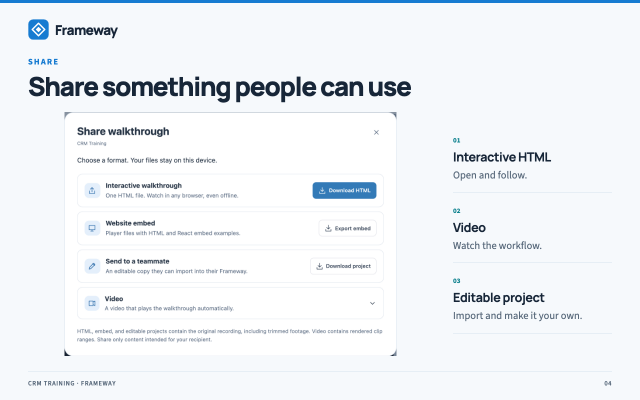 Frameway
SHARE
Share something people can use
Share walkthrough
CRM Training
Choose a format. Your files stay on this device.
Interactive walkthrough
One HTML file. Watch in any browser, even offline.
Download HTML
Website embed
Player files with HTML and React embed examples.
Export embed
Send to a teammate
An editable copy they can import into their Frameway.
Download project
Video
A video that plays the walkthrough automatically.
HTML, embed, and editable projects contain the original recording, including trimmed footage. Video contains rendered clip
ranges. Share only content intended for your recipient.
01
Interactive HTML
Open and follow.
02
Video
Watch the workflow.
03
Editable project
Import and make it your own.
CRM TRAINING · FRAMEWAY
04